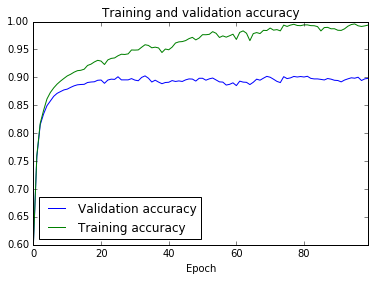 Training and validation accuracy
1.00
0.95
0.90
0.85
0.80
0.75
0.70
0.65
0.60
Validation accuracy
Training accuracy
0 20 40 60 80
Epoch